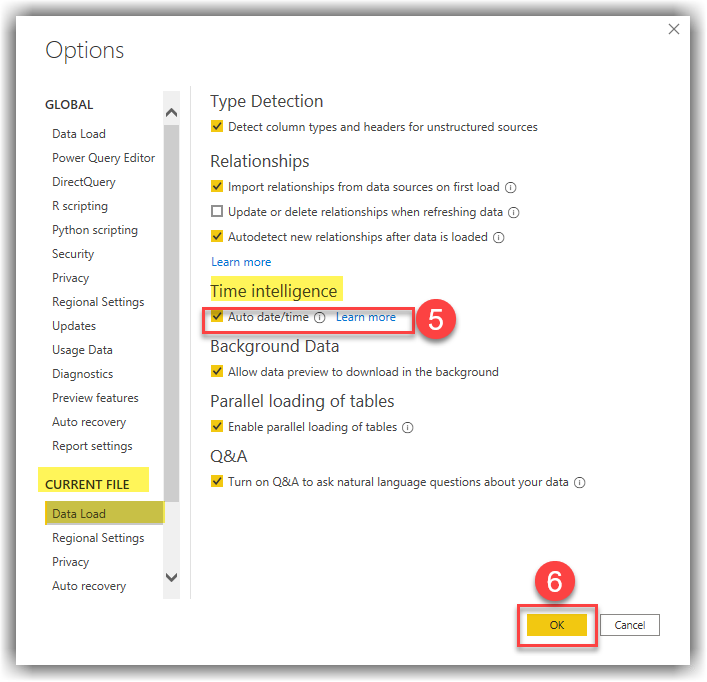 Options
GLOBAL
Data Load
Power Query Editor
DirectQuery
R scripting
Python scripting
Security
Privacy
Regional Settings
Updates
Usage Data
Diagnostics
Preview features
Auto recovery
Report settings
CURRENT FILE
Data Load
Regional Settings
Privacy
Auto recovery
Type Detection
Detect column types and headers for unstructured sources
Relationships
Import relationships from data sources on first load
Update or delete relationships when refreshing data
Autodetect new relationships after data is loaded
Learn more
Time intelligence
Auto date/time Learn more
5
Background Data
Allow data preview to download in the background
Parallel loading of tables
Enable parallel loading of tables
Q&A
Turn on Q&A to ask natural language questions about your data
6
OK Cancel